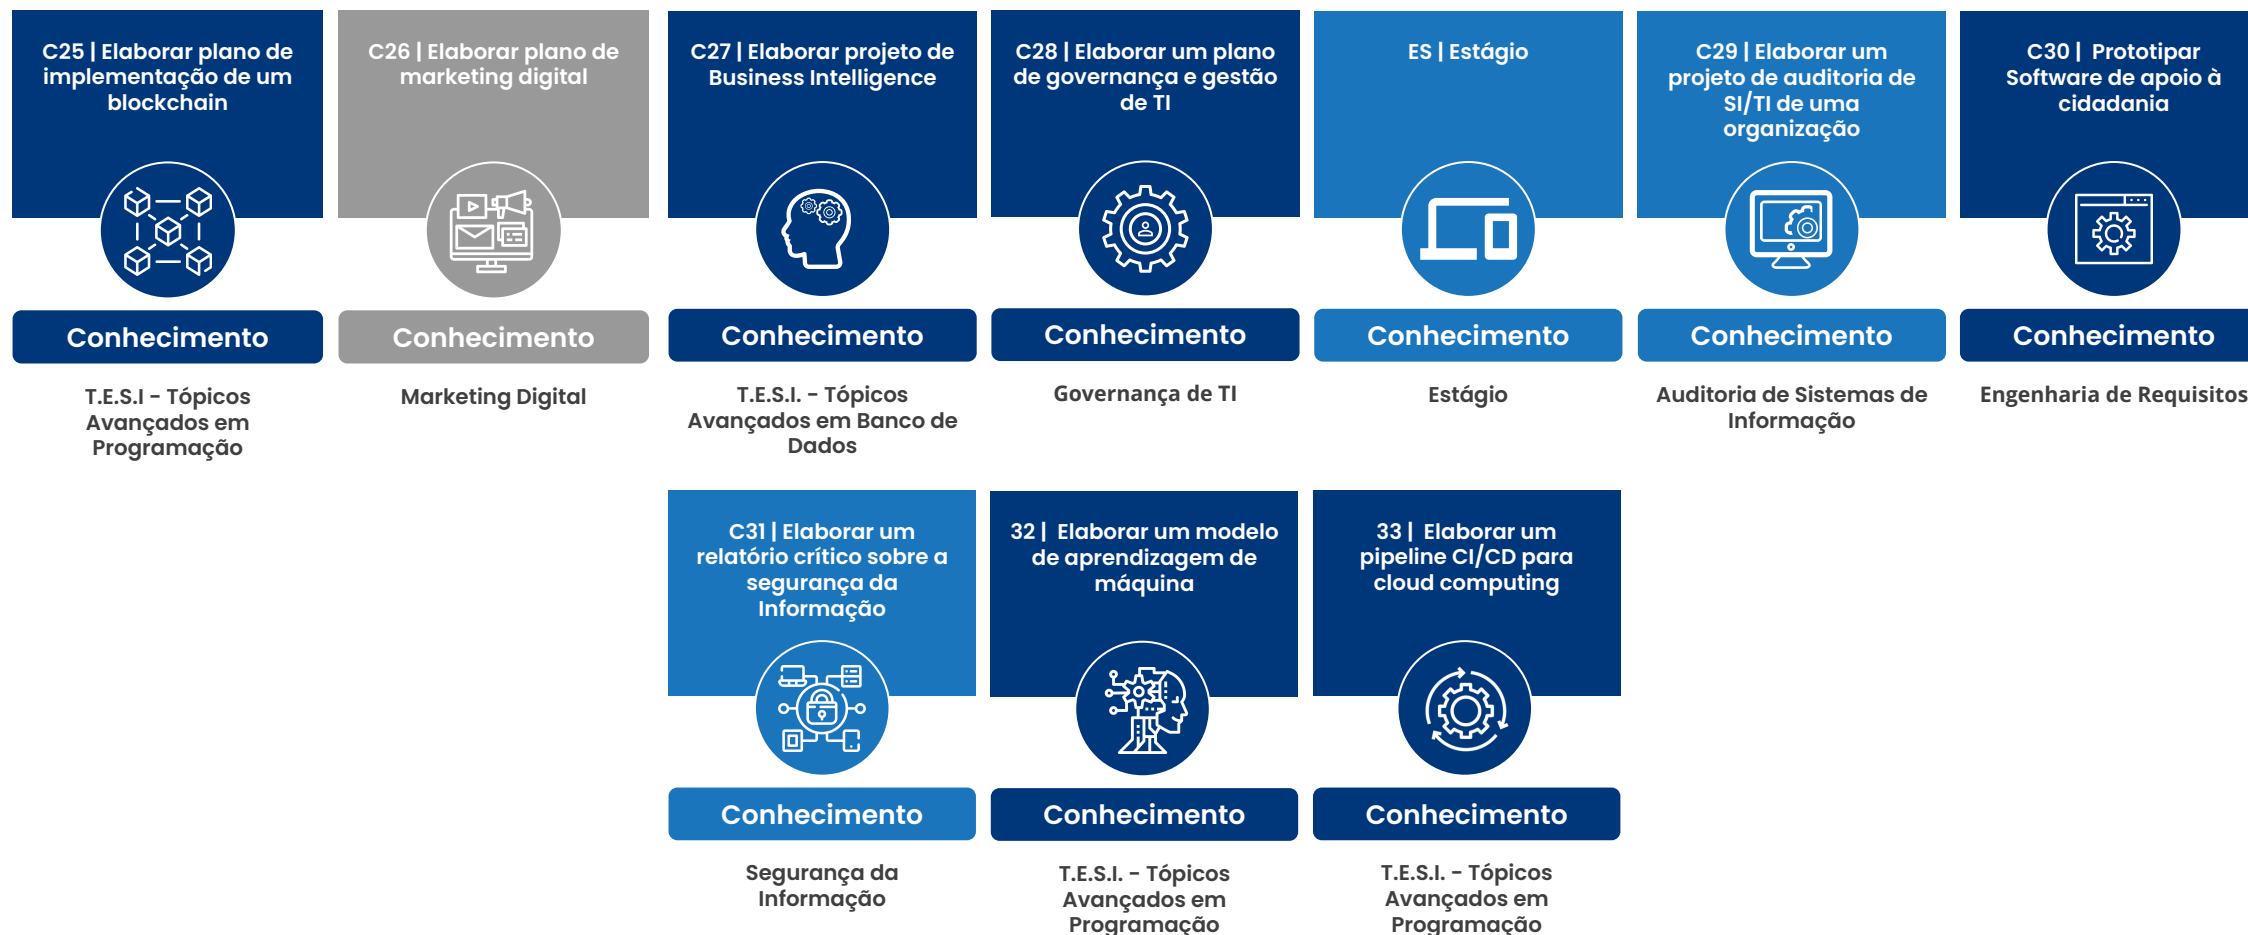 C25 | Elaborar plano de
implementação de um
blockchain
Conhecimento
T.E.S.I - Tópicos
Avançados em
Programação
C26 | Elaborar plano de
marketing digital
Conhecimento
Marketing Digital
C27 | Elaborar projeto de
Business Intelligence
Conhecimento
T.E.S.I. - Tópicos
Avançados em Banco de
Dados
C28 | Elaborar um plano
de governança e gestão
de TI
Conhecimento
Governança de TI
ES | Estágio
Conhecimento
Estágio
C29 | Elaborar um
projeto de auditoria de
SI/TI de uma
organização
Conhecimento
Auditoria de Sistemas de
Informação
C30 | Prototipar
Software de apoio à
cidadania
Conhecimento
Engenharia de Requisitos
C31 | Elaborar um
relatório crítico sobre a
segurança da
Informação
Conhecimento
Segurança da
Informação
32 | Elaborar um modelo
de aprendizagem de
máquina
Conhecimento
T.E.S.I. - Tópicos
Avançados em
Programação
33 | Elaborar um
pipeline CI/CD para
cloud computing
Conhecimento
T.E.S.I. - Tópicos
Avançados em
Programação